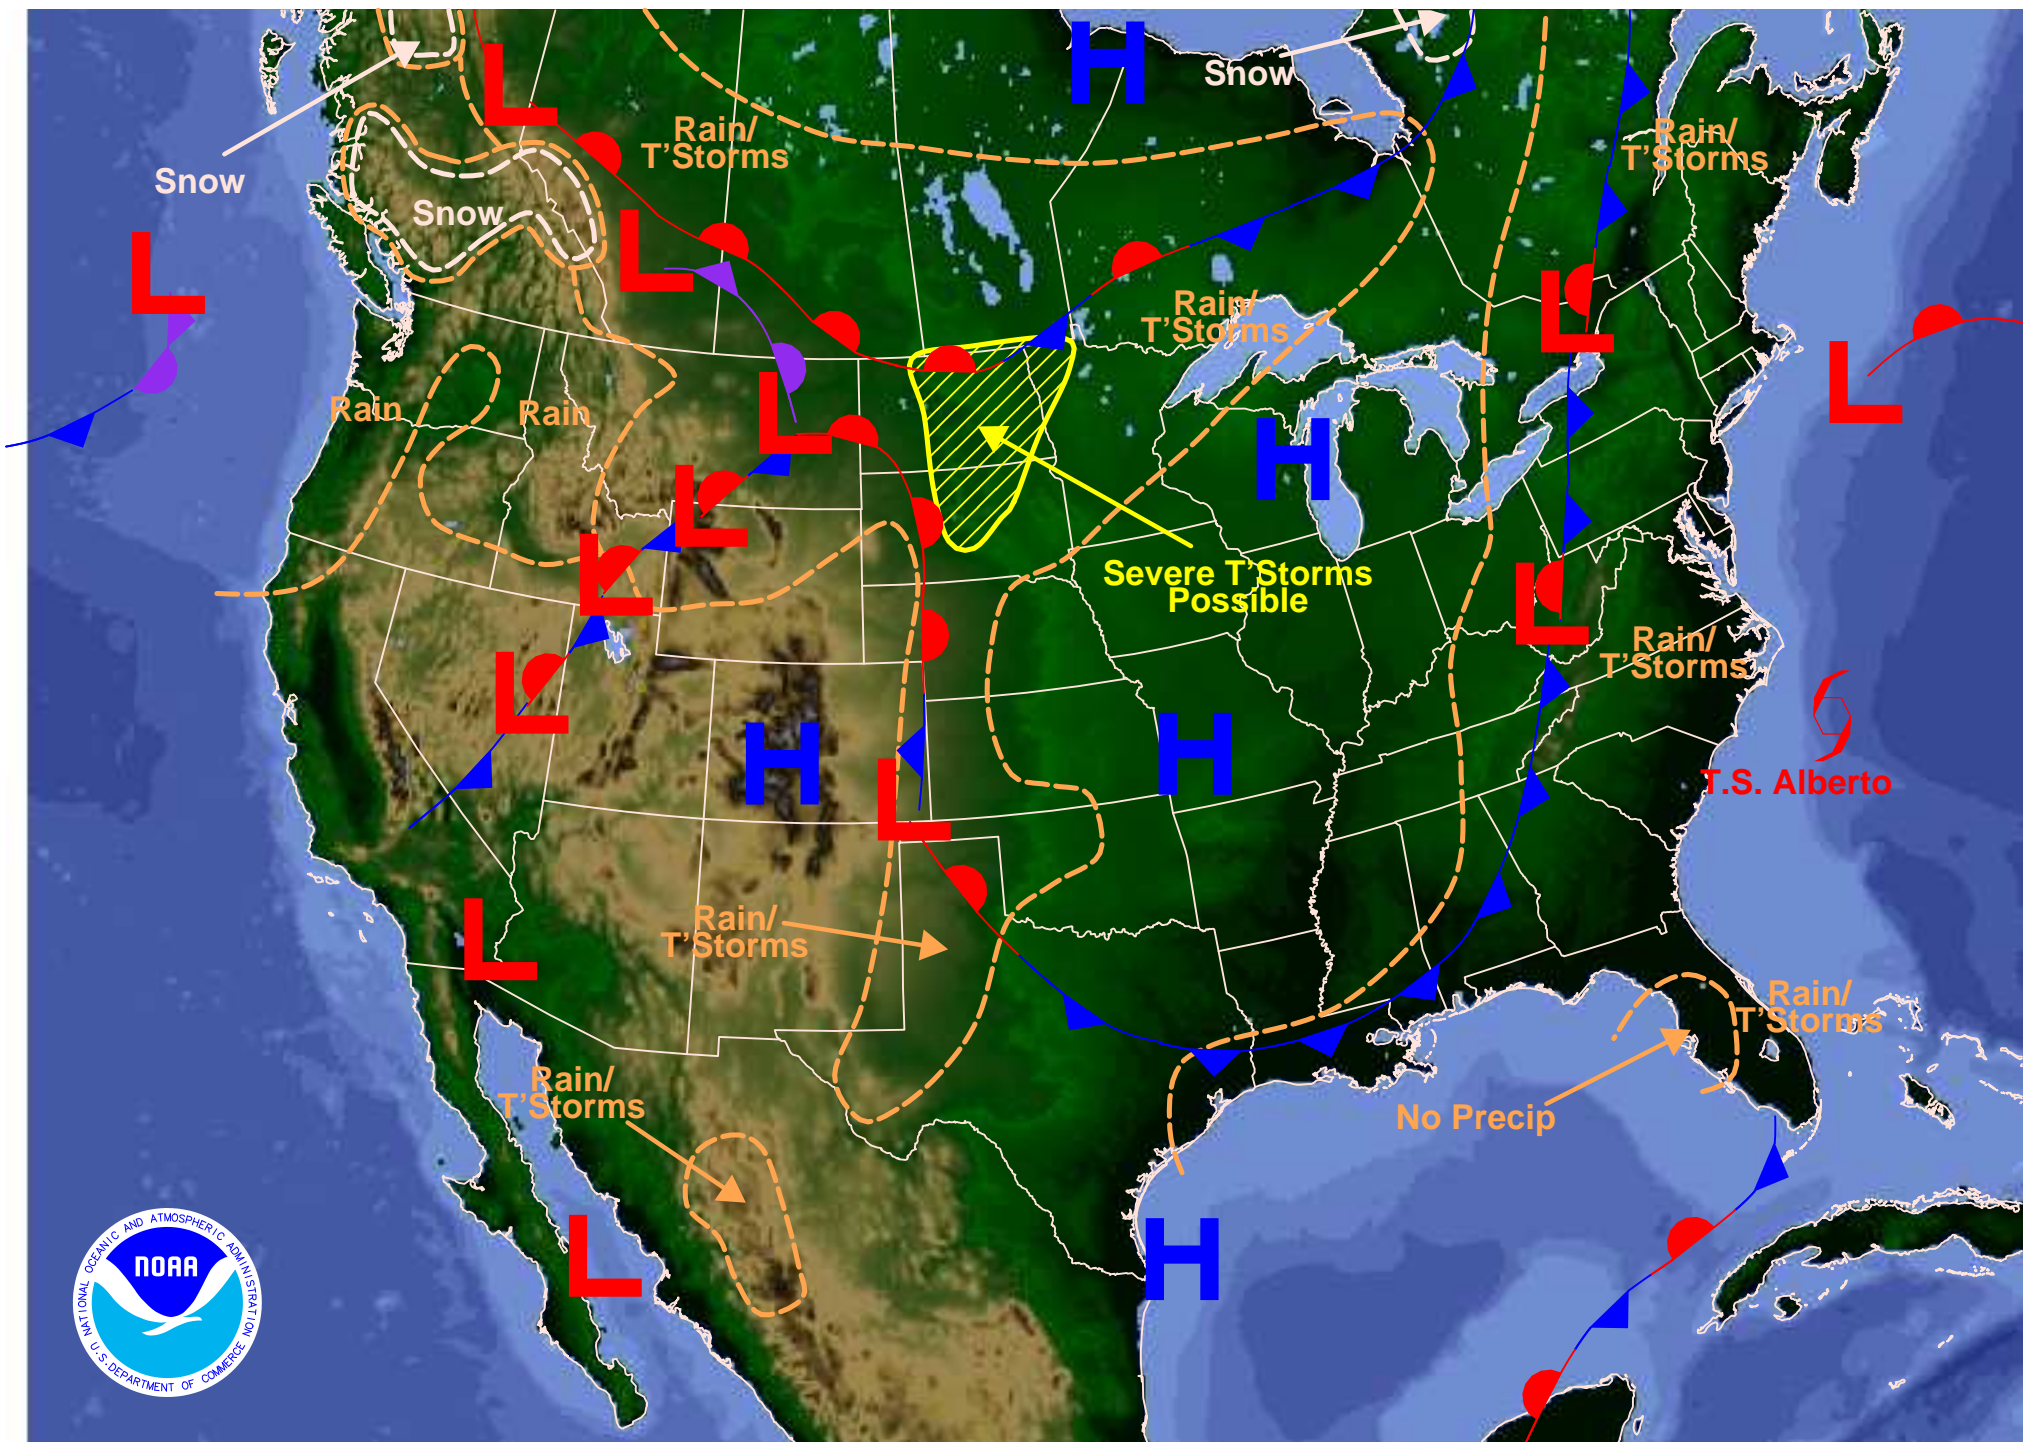 H
Snow
L
Rain/
T'Storms
Rain/
T'Storms
Snow
Snow
L
L
L
Rain/
T'Storms
L
L
Rain
Rain
H
L
L
Severe T'Storms
Possible
L
Rain/
T'Storms
L
H
H
T.S. Alberto
L
Rain/
T'Storms
L
Rain/
T'Storms
Rain/
T'Storms
No Precip
L
H
NATIONAL OCEANIC AND ATMOSPHERIC ADMINISTRATION
NOAA
U.S. DEPARTMENT OF COMMERCE